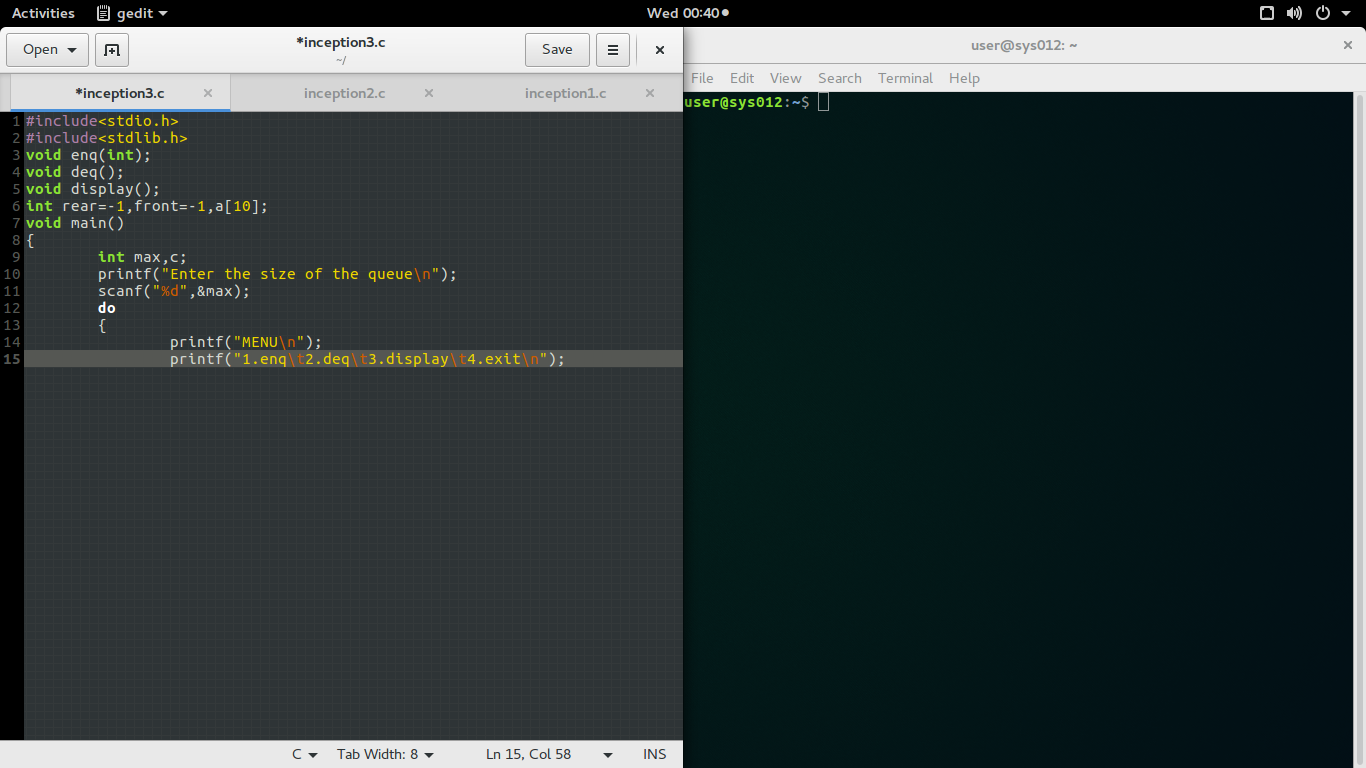 Activities gedit Wed 00:40
Open *inception3.c Save
~/
*inception3.c inception2.c inception1.c
1 #include<stdio.h>
2 #include<stdlib.h>
3 void enq(int);
4 void deq();
5 void display();
6 int rear=-1,front=-1,a[10];
7 void main()
8 {
9 int max,c;
10 printf("Enter the size of the queue\n");
11 scanf("%d",&max);
12 do
13 {
14 printf("MENU\n");
15 printf("1.enq\t2.deq\t3.display\t4.exit\n");
C Tab Width: 8 Ln 15, Col 58 INS
user@sys012: ~
File Edit View Search Terminal Help
user@sys012:~$